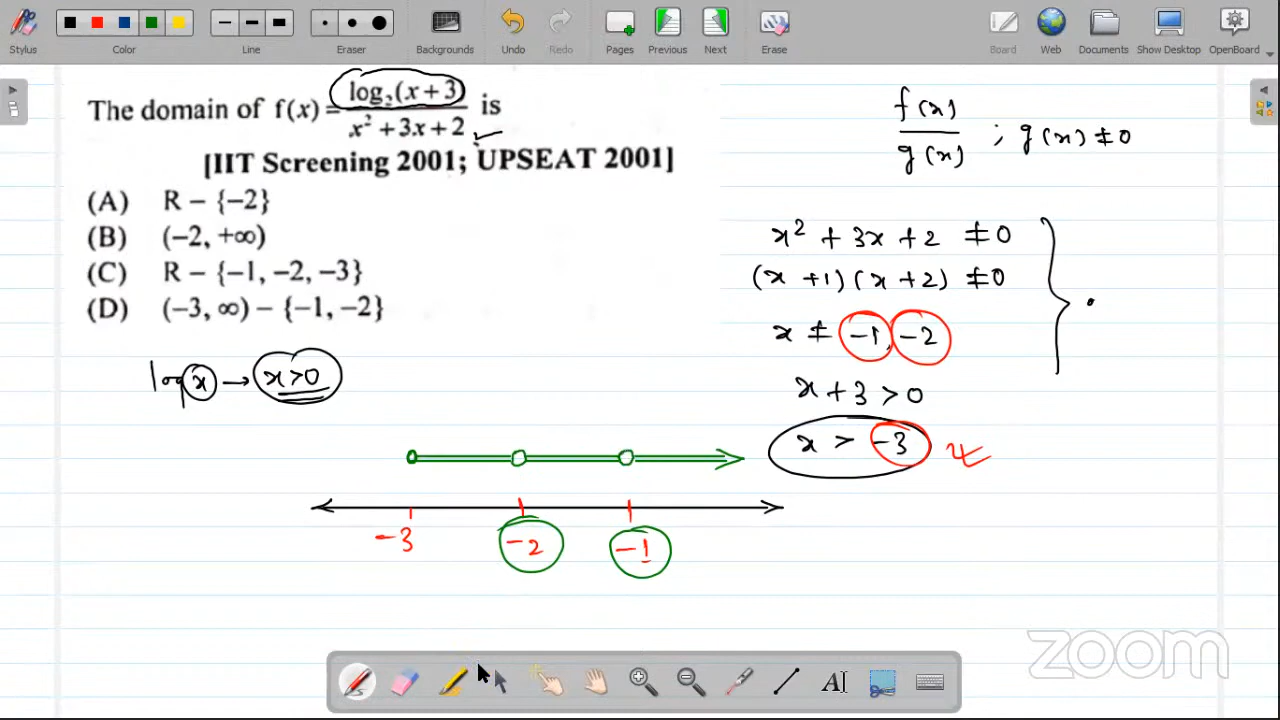 Stylus Color Line Eraser Backgrounds Undo Redo Pages Previous Next Erase Board Web Documents Show Desktop OpenBoard
The domain of f(x) = log₂(x + 3) / x² + 3x + 2 is
[IIT Screening 2001; UPSEAT 2001]
(A) R – {–2}
(B) (–2, +∞)
(C) R – {–1, –2, –3}
(D) (–3, ∞) – {–1, –2}
log x → x > 0
f(x) / g(x) ; g(x) ≠ 0
x² + 3x + 2 ≠ 0
(x + 1) (x + 2) ≠ 0
x ≠ -1, -2
x + 3 > 0
x > -3
-3 -2 -1
zoom